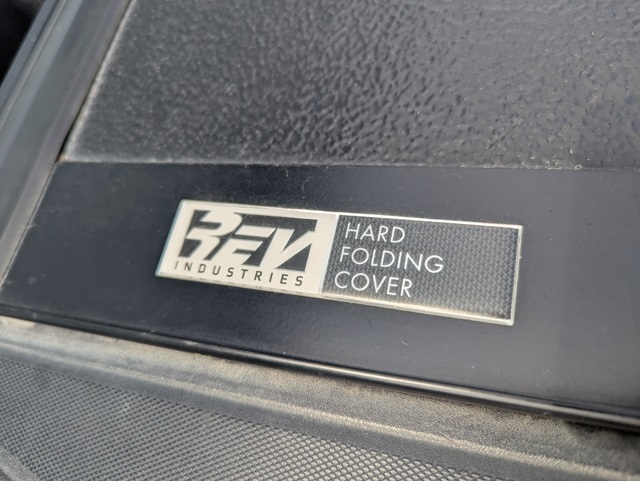 REV
INDUSTRIES
HARD
FOLDING
COVER